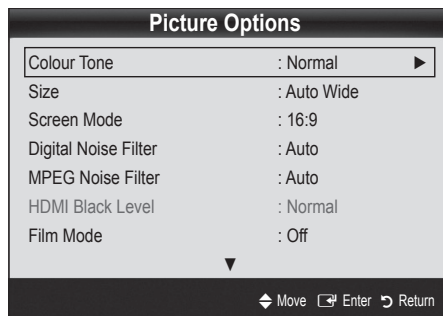 Picture Options
Colour Tone : Normal ►
Size : Auto Wide
Screen Mode : 16:9
Digital Noise Filter : Auto
MPEG Noise Filter : Auto
HDMI Black Level : Normal
Film Mode : Off
▼
Move Enter Return